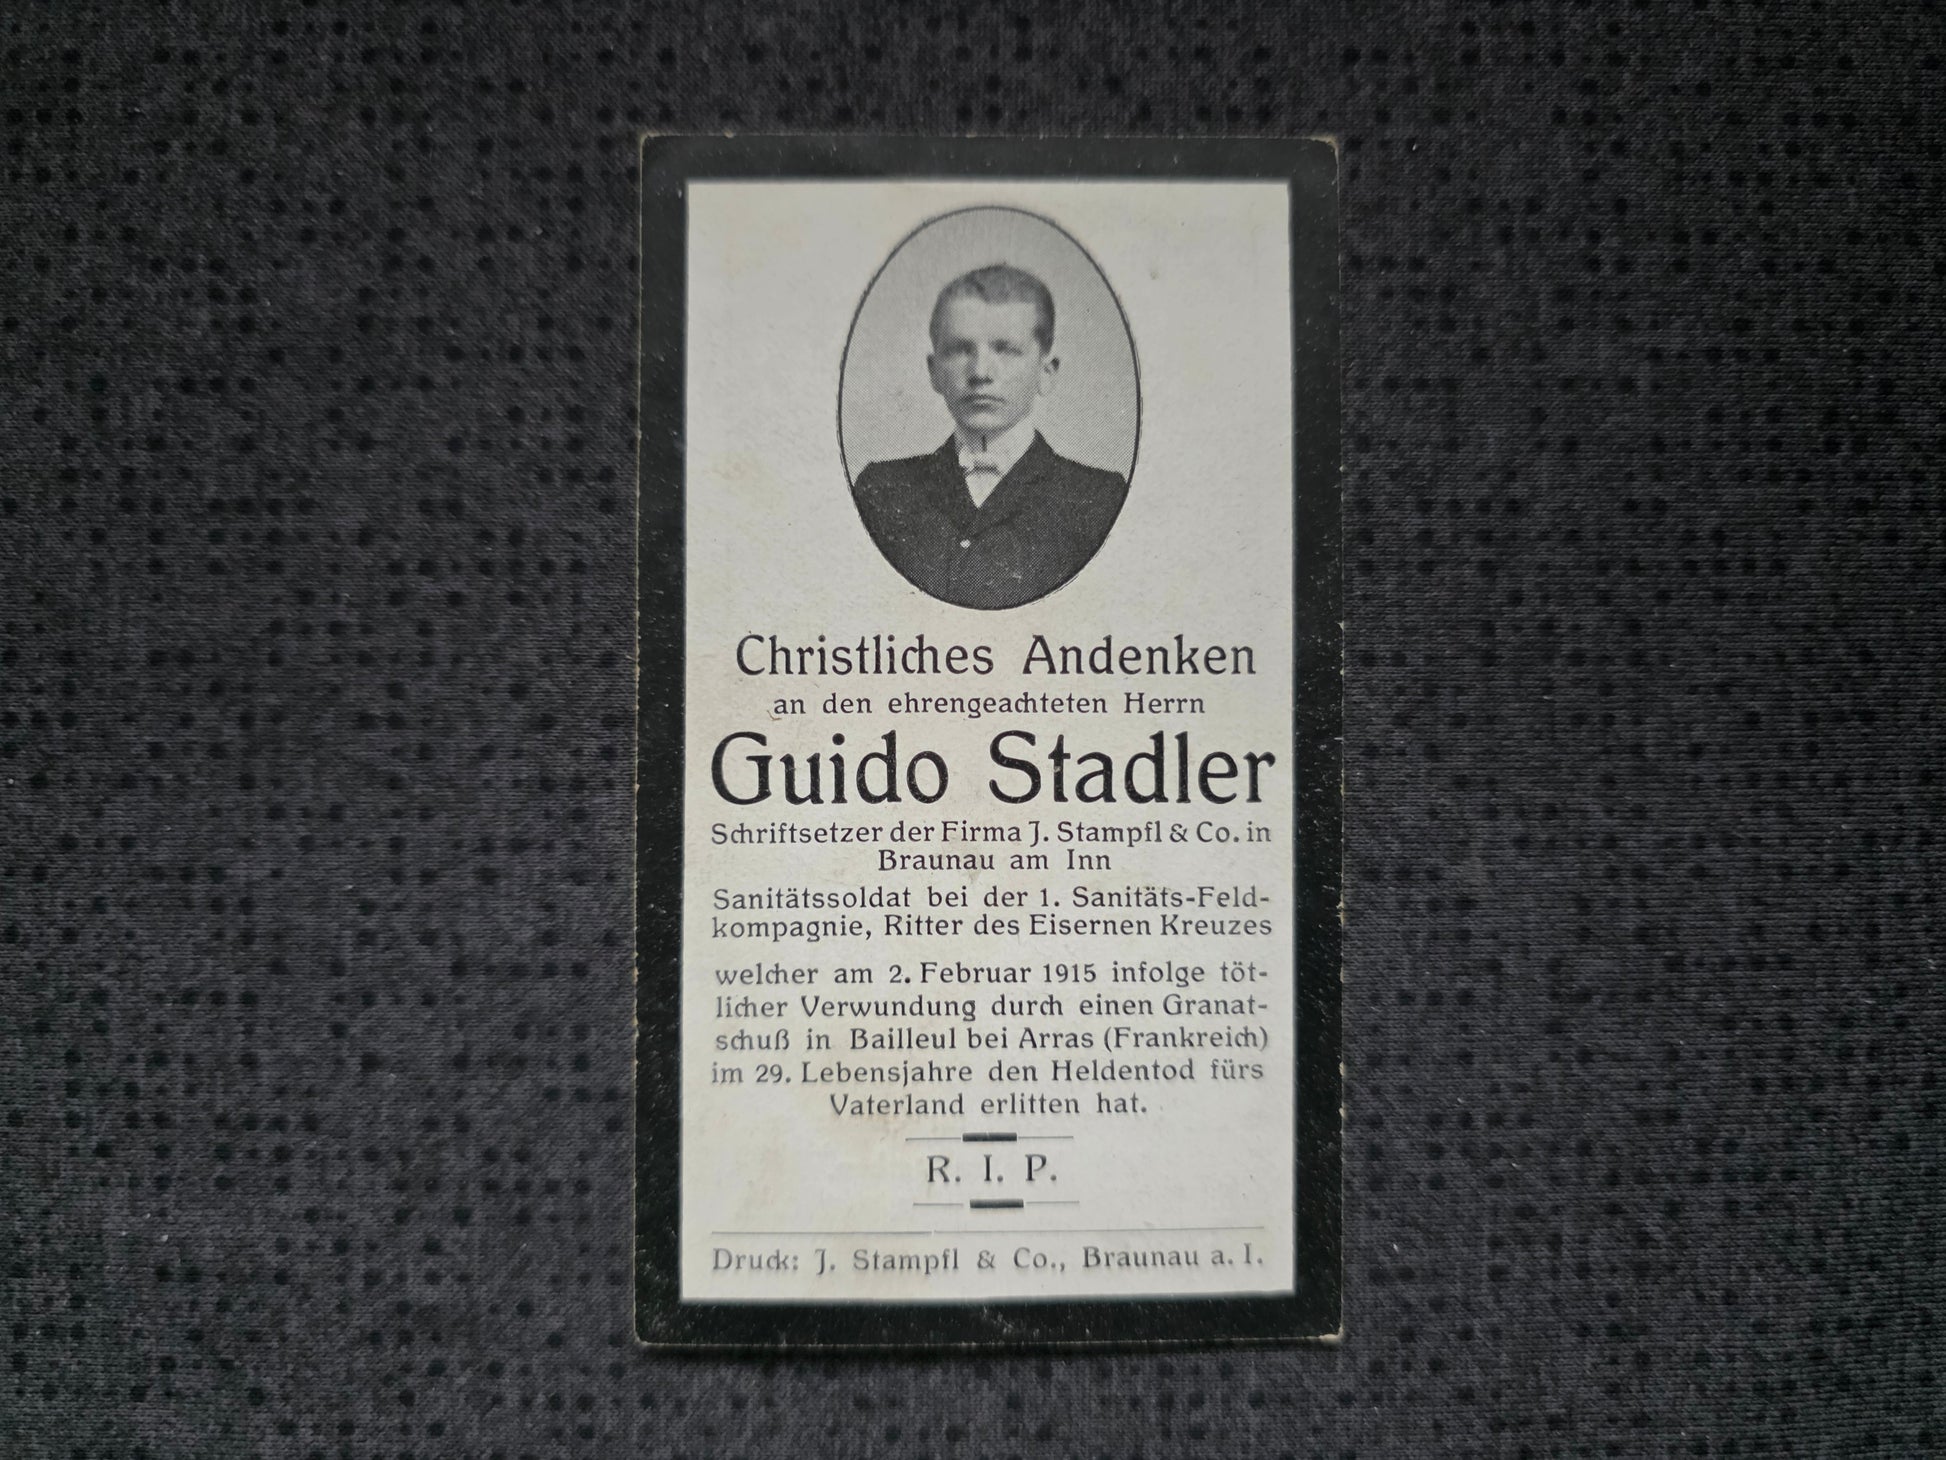 Christliches Andenken
an den ehrengeachteten Herrn
Guido Stadler
Schriftsetzer der Firma J. Stampfl & Co. in
Braunau am Inn
Sanitätssoldat bei der 1. Sanitäts-Feld-
kompagnie, Ritter des Eisernen Kreuzes
welcher am 2. Februar 1915 infolge töt-
licher Verwundung durch einen Granat-
schuß in Bailleul bei Arras (Frankreich)
im 29. Lebensjahre den Heldentod fürs
Vaterland erlitten hat.
R. I. P.
Druck: J. Stampfl & Co., Braunau a. I.